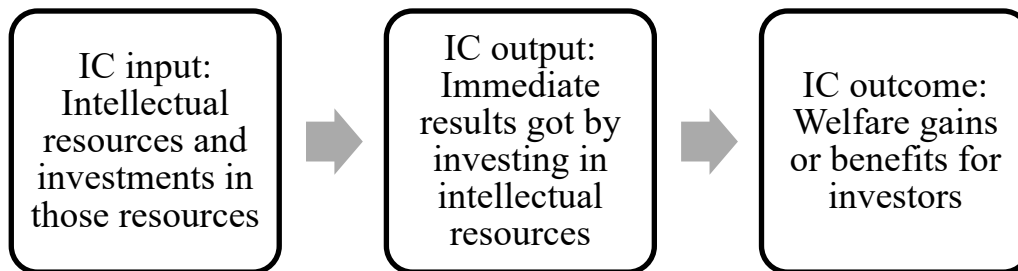 IC input:
Intellectual
resources and
investments in
those resources
IC output:
Immediate
results got by
investing in
intellectual
resources
IC outcome:
Welfare gains
or benefits for
investors